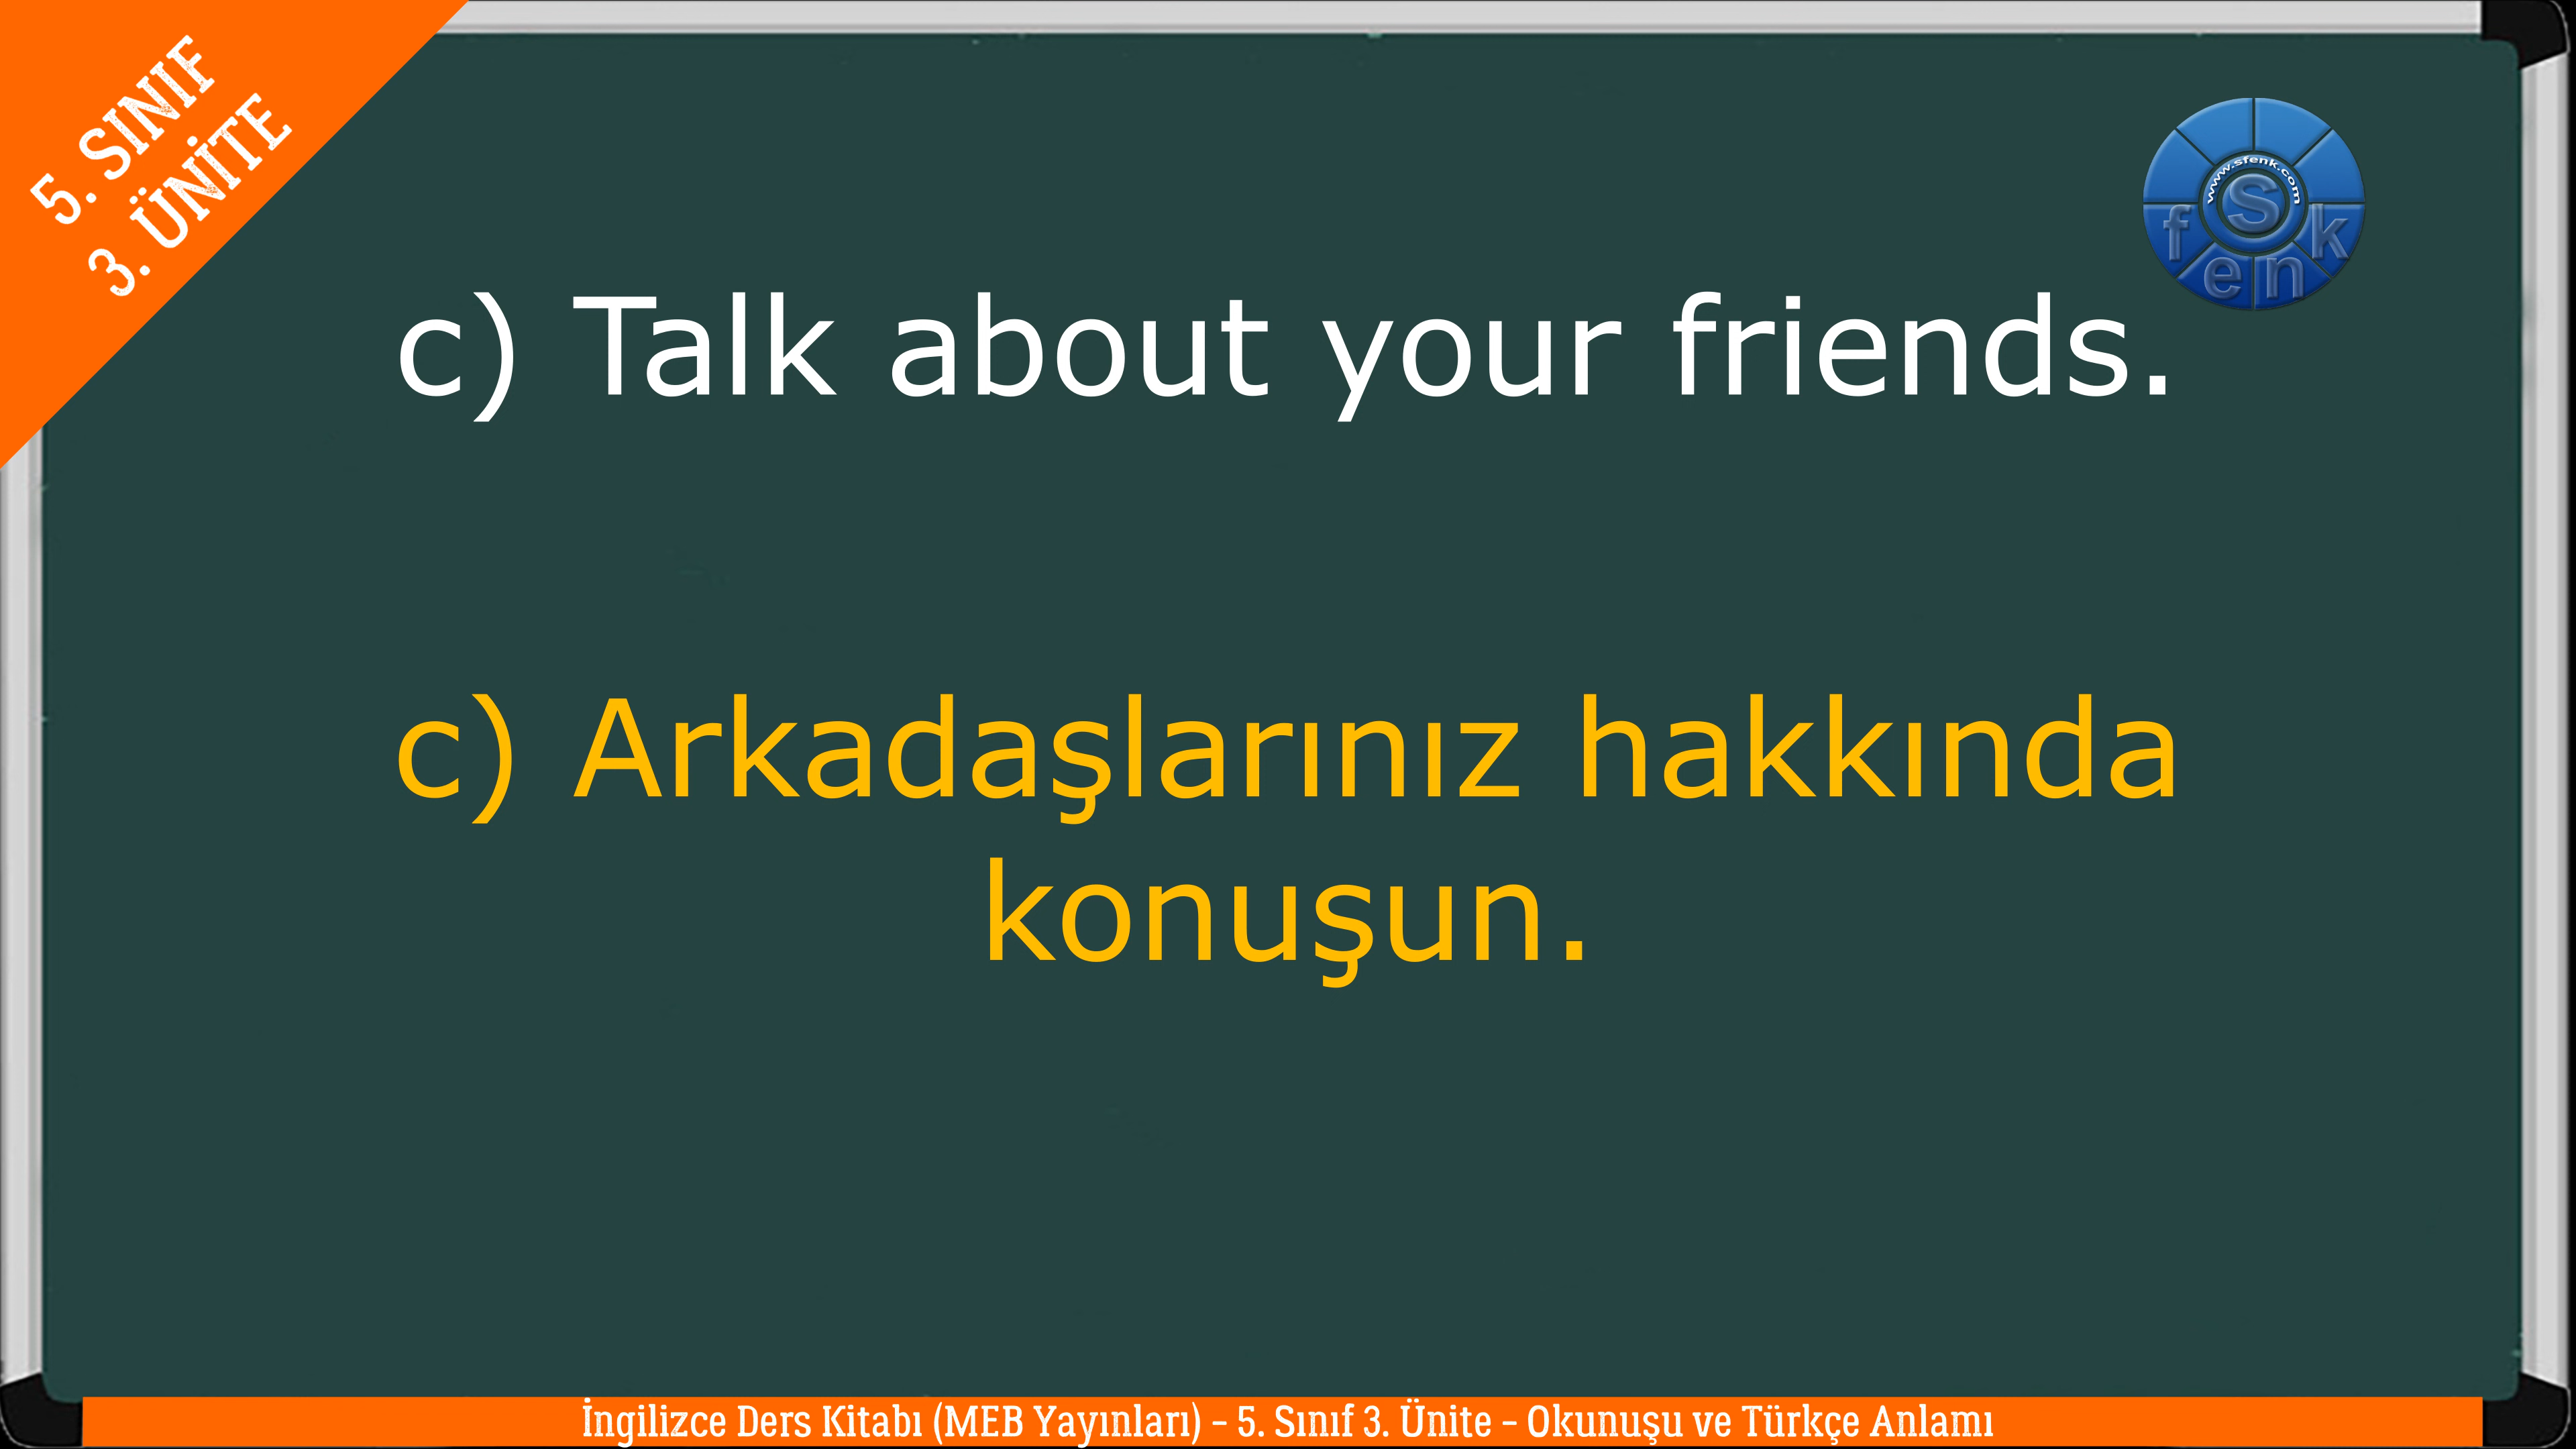 5. SINIF
3. ÜNİTE
www.sfenk.com
S
f e n k
c) Talk about your friends.
c) Arkadaşlarınız hakkında
konuşun.
İngilizce Ders Kitabı (MEB Yayınları) – 5. Sınıf 3. Ünite – Okunuşu ve Türkçe Anlamı